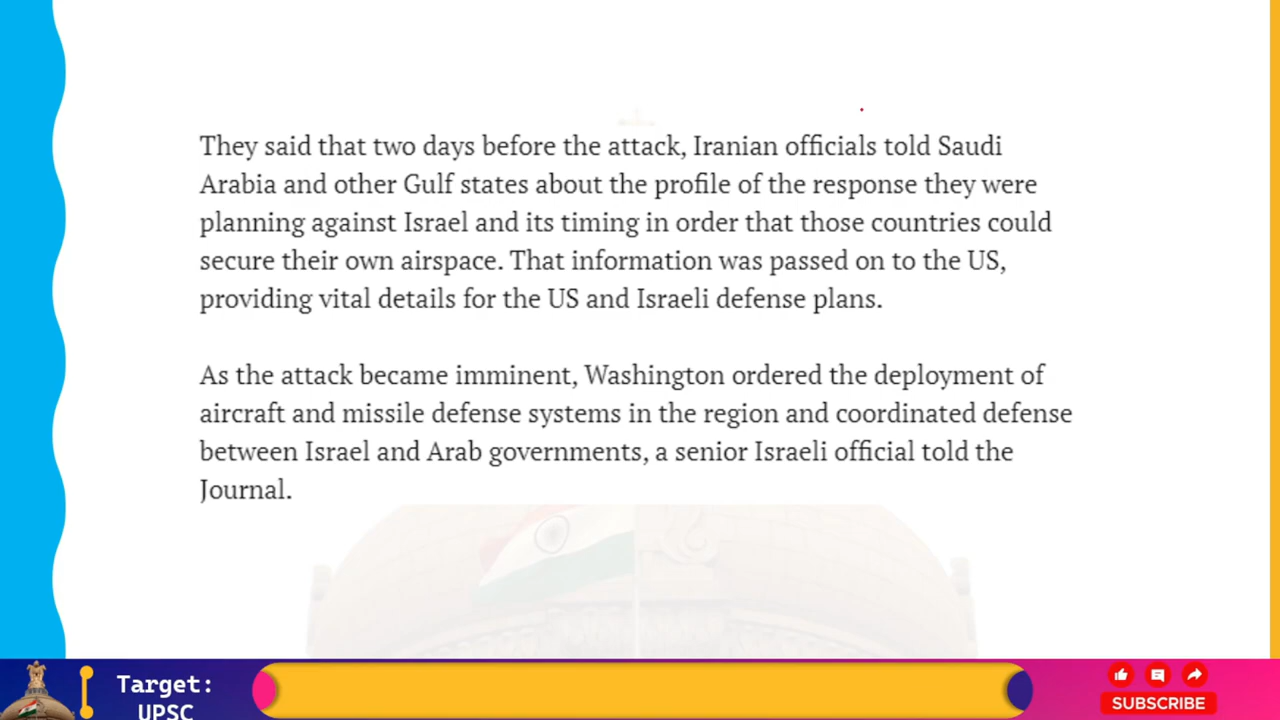 They said that two days before the attack, Iranian officials told Saudi
Arabia and other Gulf states about the profile of the response they were
planning against Israel and its timing in order that those countries could
secure their own airspace. That information was passed on to the US,
providing vital details for the US and Israeli defense plans.
As the attack became imminent, Washington ordered the deployment of
aircraft and missile defense systems in the region and coordinated defense
between Israel and Arab governments, a senior Israeli official told the
Journal.
Target:
UPSC
SUBSCRIBE